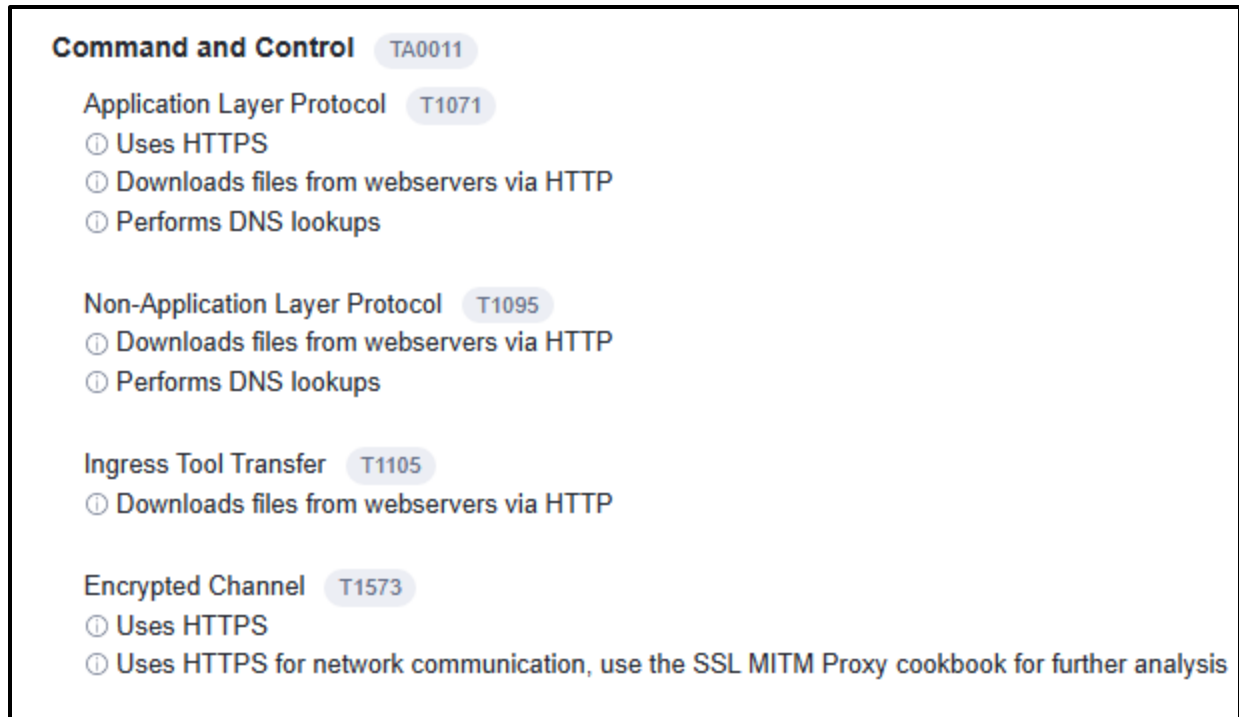 Command and Control TA0011
Application Layer Protocol T1071
Uses HTTPS
Downloads files from webservers via HTTP
Performs DNS lookups
Non-Application Layer Protocol T1095
Downloads files from webservers via HTTP
Performs DNS lookups
Ingress Tool Transfer T1105
Downloads files from webservers via HTTP
Encrypted Channel T1573
Uses HTTPS
Uses HTTPS for network communication, use the SSL MITM Proxy cookbook for further analysis